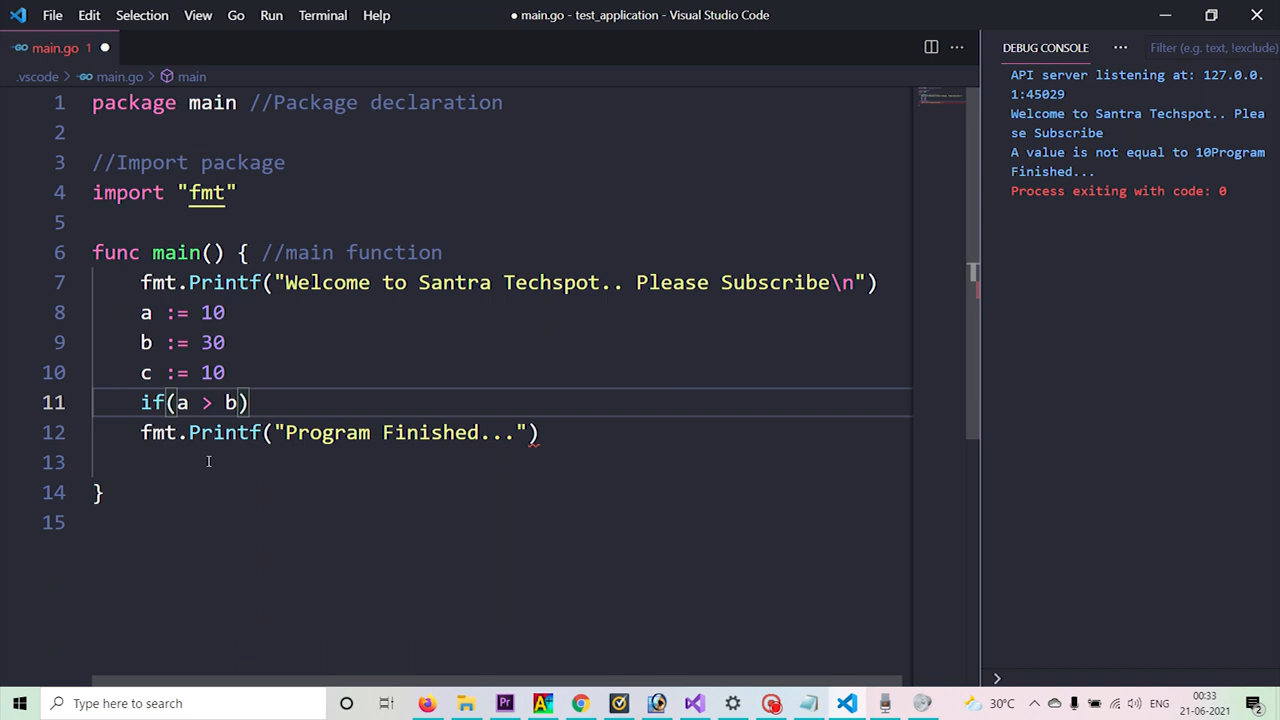 File Edit Selection View Go Run Terminal Help
● main.go - test_application - Visual Studio Code
main.go 1
DEBUG CONSOLE
Filter (e.g. text, !exclude)
.vscode > main.go > main
1 package main //Package declaration
2
3 //Import package
4 import "fmt"
5
6 func main() { //main function
7 fmt.Printf("Welcome to Santra Techspot.. Please Subscribe\n")
8 a := 10
9 b := 30
10 c := 10
11 if(a > b)
12 fmt.Printf("Program Finished...")
13
14 }
15
API server listening at: 127.0.0.
1:45029
Welcome to Santra Techspot.. Plea
se Subscribe
A value is not equal to 10Program
Finished...
Process exiting with code: 0
Type here to search
30°C
ENG
00:33
21-06-2021
2